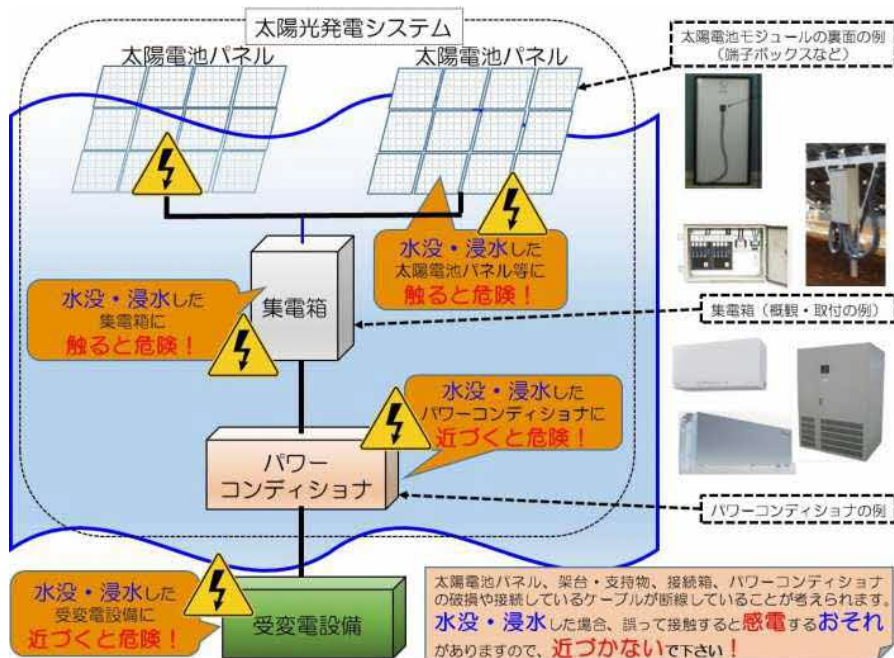 太陽光発電システム
太陽電池パネル
太陽電池パネル
太陽電池モジュールの裏面の例
（端子ボックスなど）
水没・浸水した
太陽電池パネル等に
触ると危険！
水没・浸水した
集電箱に
触ると危険！
集電箱
集電箱（概観・取付の例）
水没・浸水した
パワーコンディショナに
近づくと危険！
パワー
コンディショナ
パワーコンディショナの例
水没・浸水した
受変電設備に
近づくと危険！
受変電設備
太陽電池パネル、架台・支持物、接続箱、パワーコンディショナ
の破損や接続しているケーブルが断線していることが考えられます。
水没・浸水した場合、誤って接触すると感電するおそれ
がありますので、近づかないで下さい！